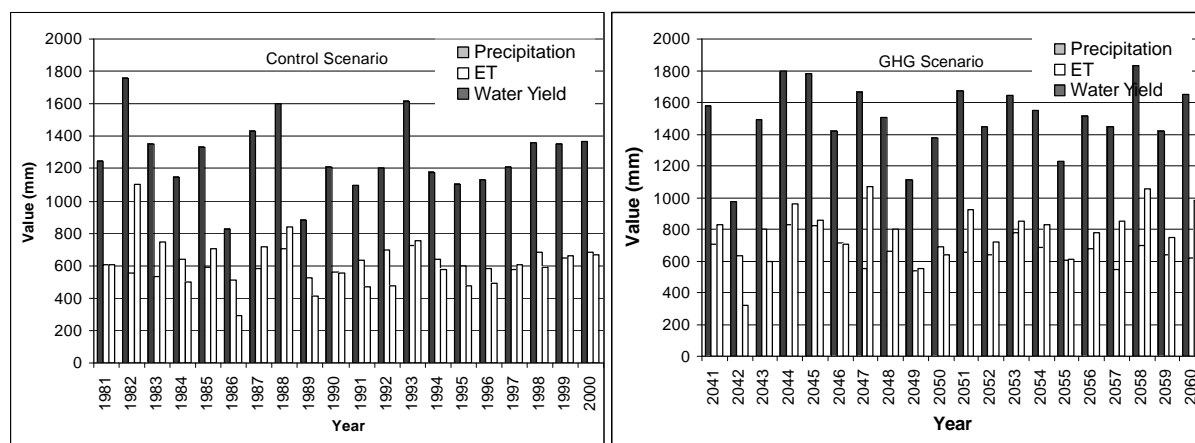 Control Scenario
Precipitation
ET
Water Yield
Value (mm)
2000
1800
1600
1400
1200
1000
800
600
400
200
0
1981 1982 1983 1984 1985 1986 1987 1988 1989 1990 1991 1992 1993 1994 1995 1996 1997 1998 1999 2000
Year
GHG Scenario
Precipitation
ET
Water Yield
Value (mm)
2000
1800
1600
1400
1200
1000
800
600
400
200
0
2041 2042 2043 2044 2045 2046 2047 2048 2049 2050 2051 2052 2053 2054 2055 2056 2057 2058 2059 2060
Year